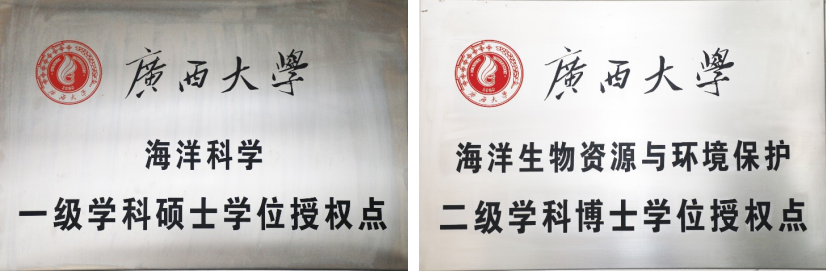 廣西大學
海洋科学
一级学科硕士学位授权点
廣西大學
海洋生物资源与环境保护
二级学科博士学位授权点